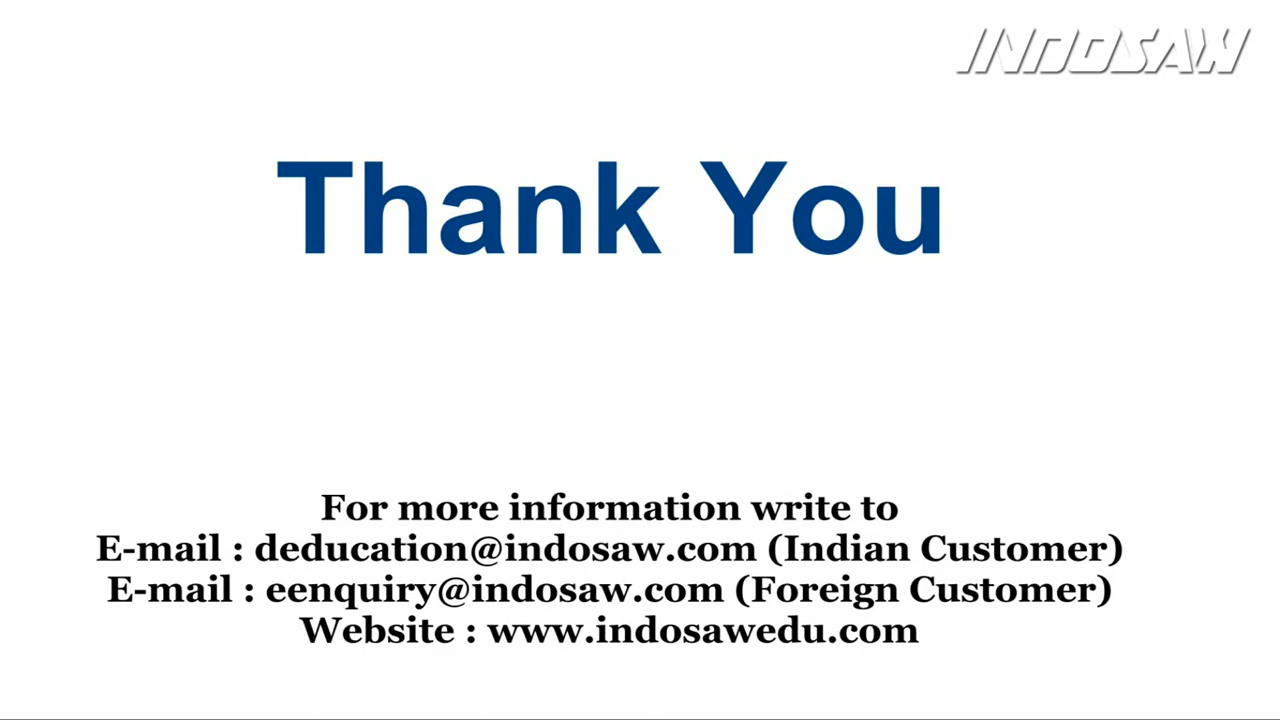 INDOSAW
Thank You
For more information write to
E-mail : deducation@indosaw.com (Indian Customer)
E-mail : eenquiry@indosaw.com (Foreign Customer)
Website : www.indosawedu.com